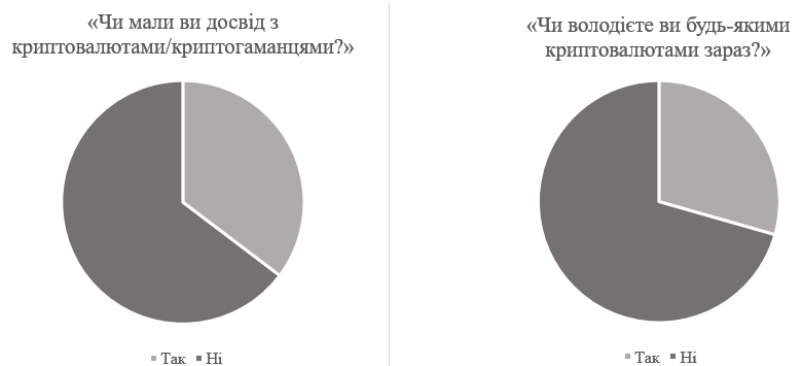 «Чи мали ви досвід з
криптовалютами/криптогаманцями?»
Так Ні
«Чи володієте ви будь-якими
криптовалютами зараз?»
Так Ні